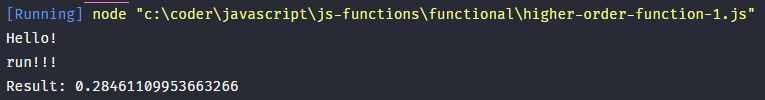 [Running] node "c:\coder\javascript\js-functions\functional\higher-order-function-1.js"
Hello!
run!!!
Result: 0.28461109953663266